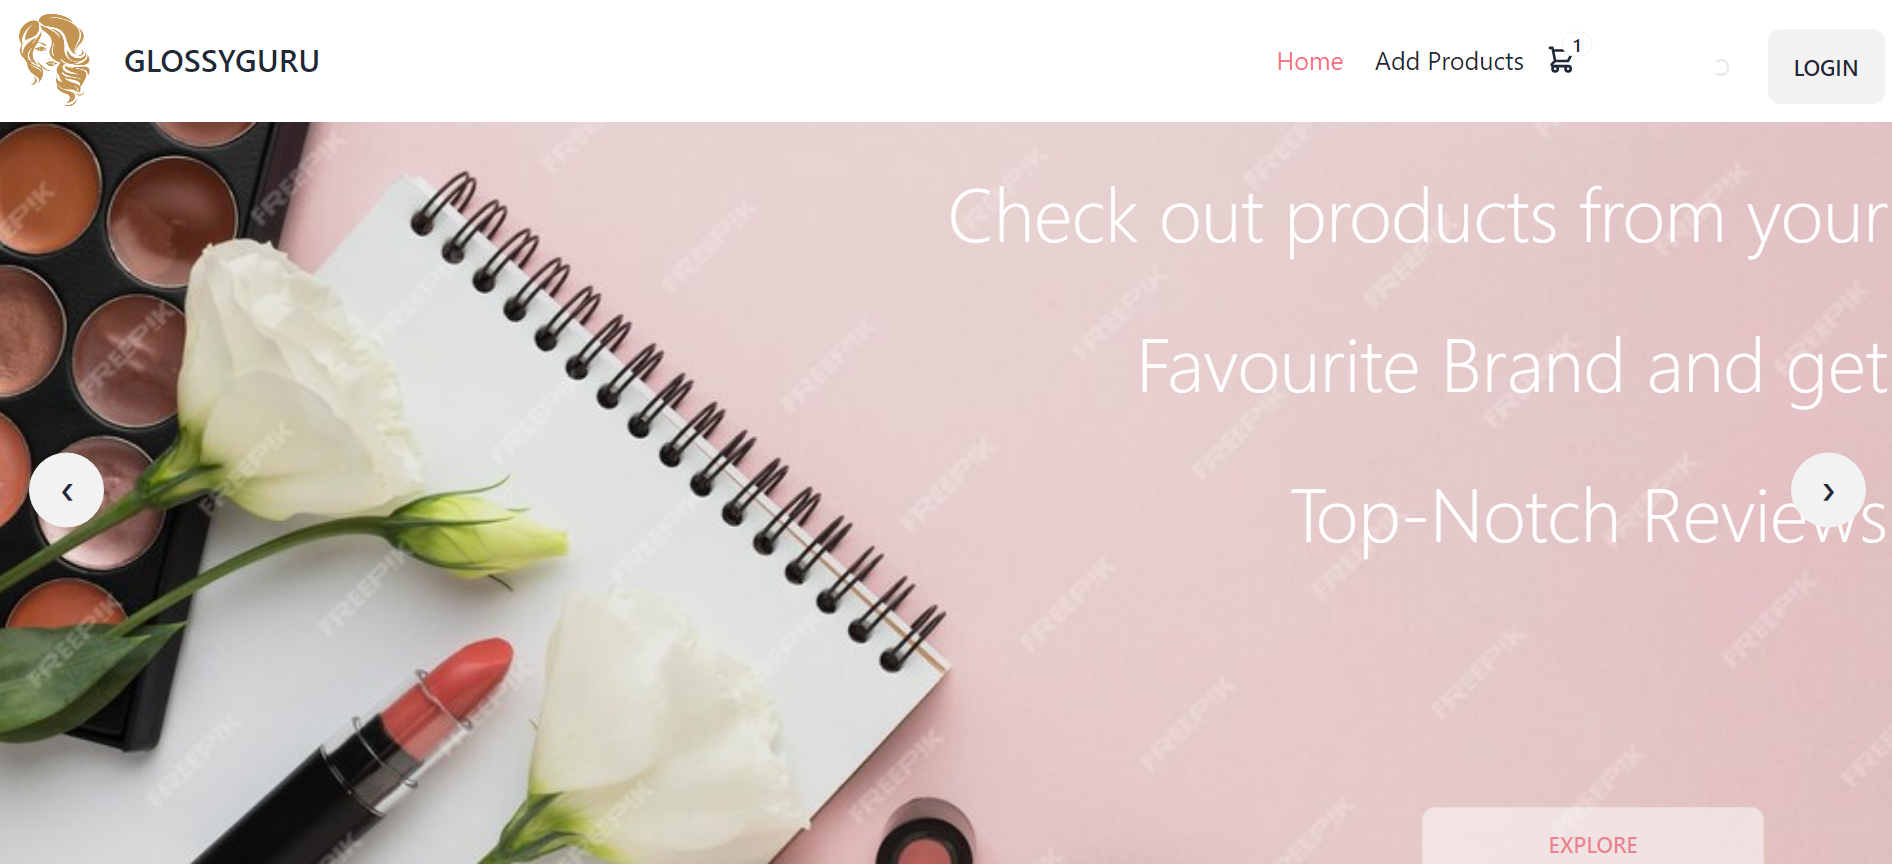 GLOSSYGURU
Home Add Products 1 LOGIN
Check out products from your
Favourite Brand and get
Top-Notch Reviews
EXPLORE
FREEPIK